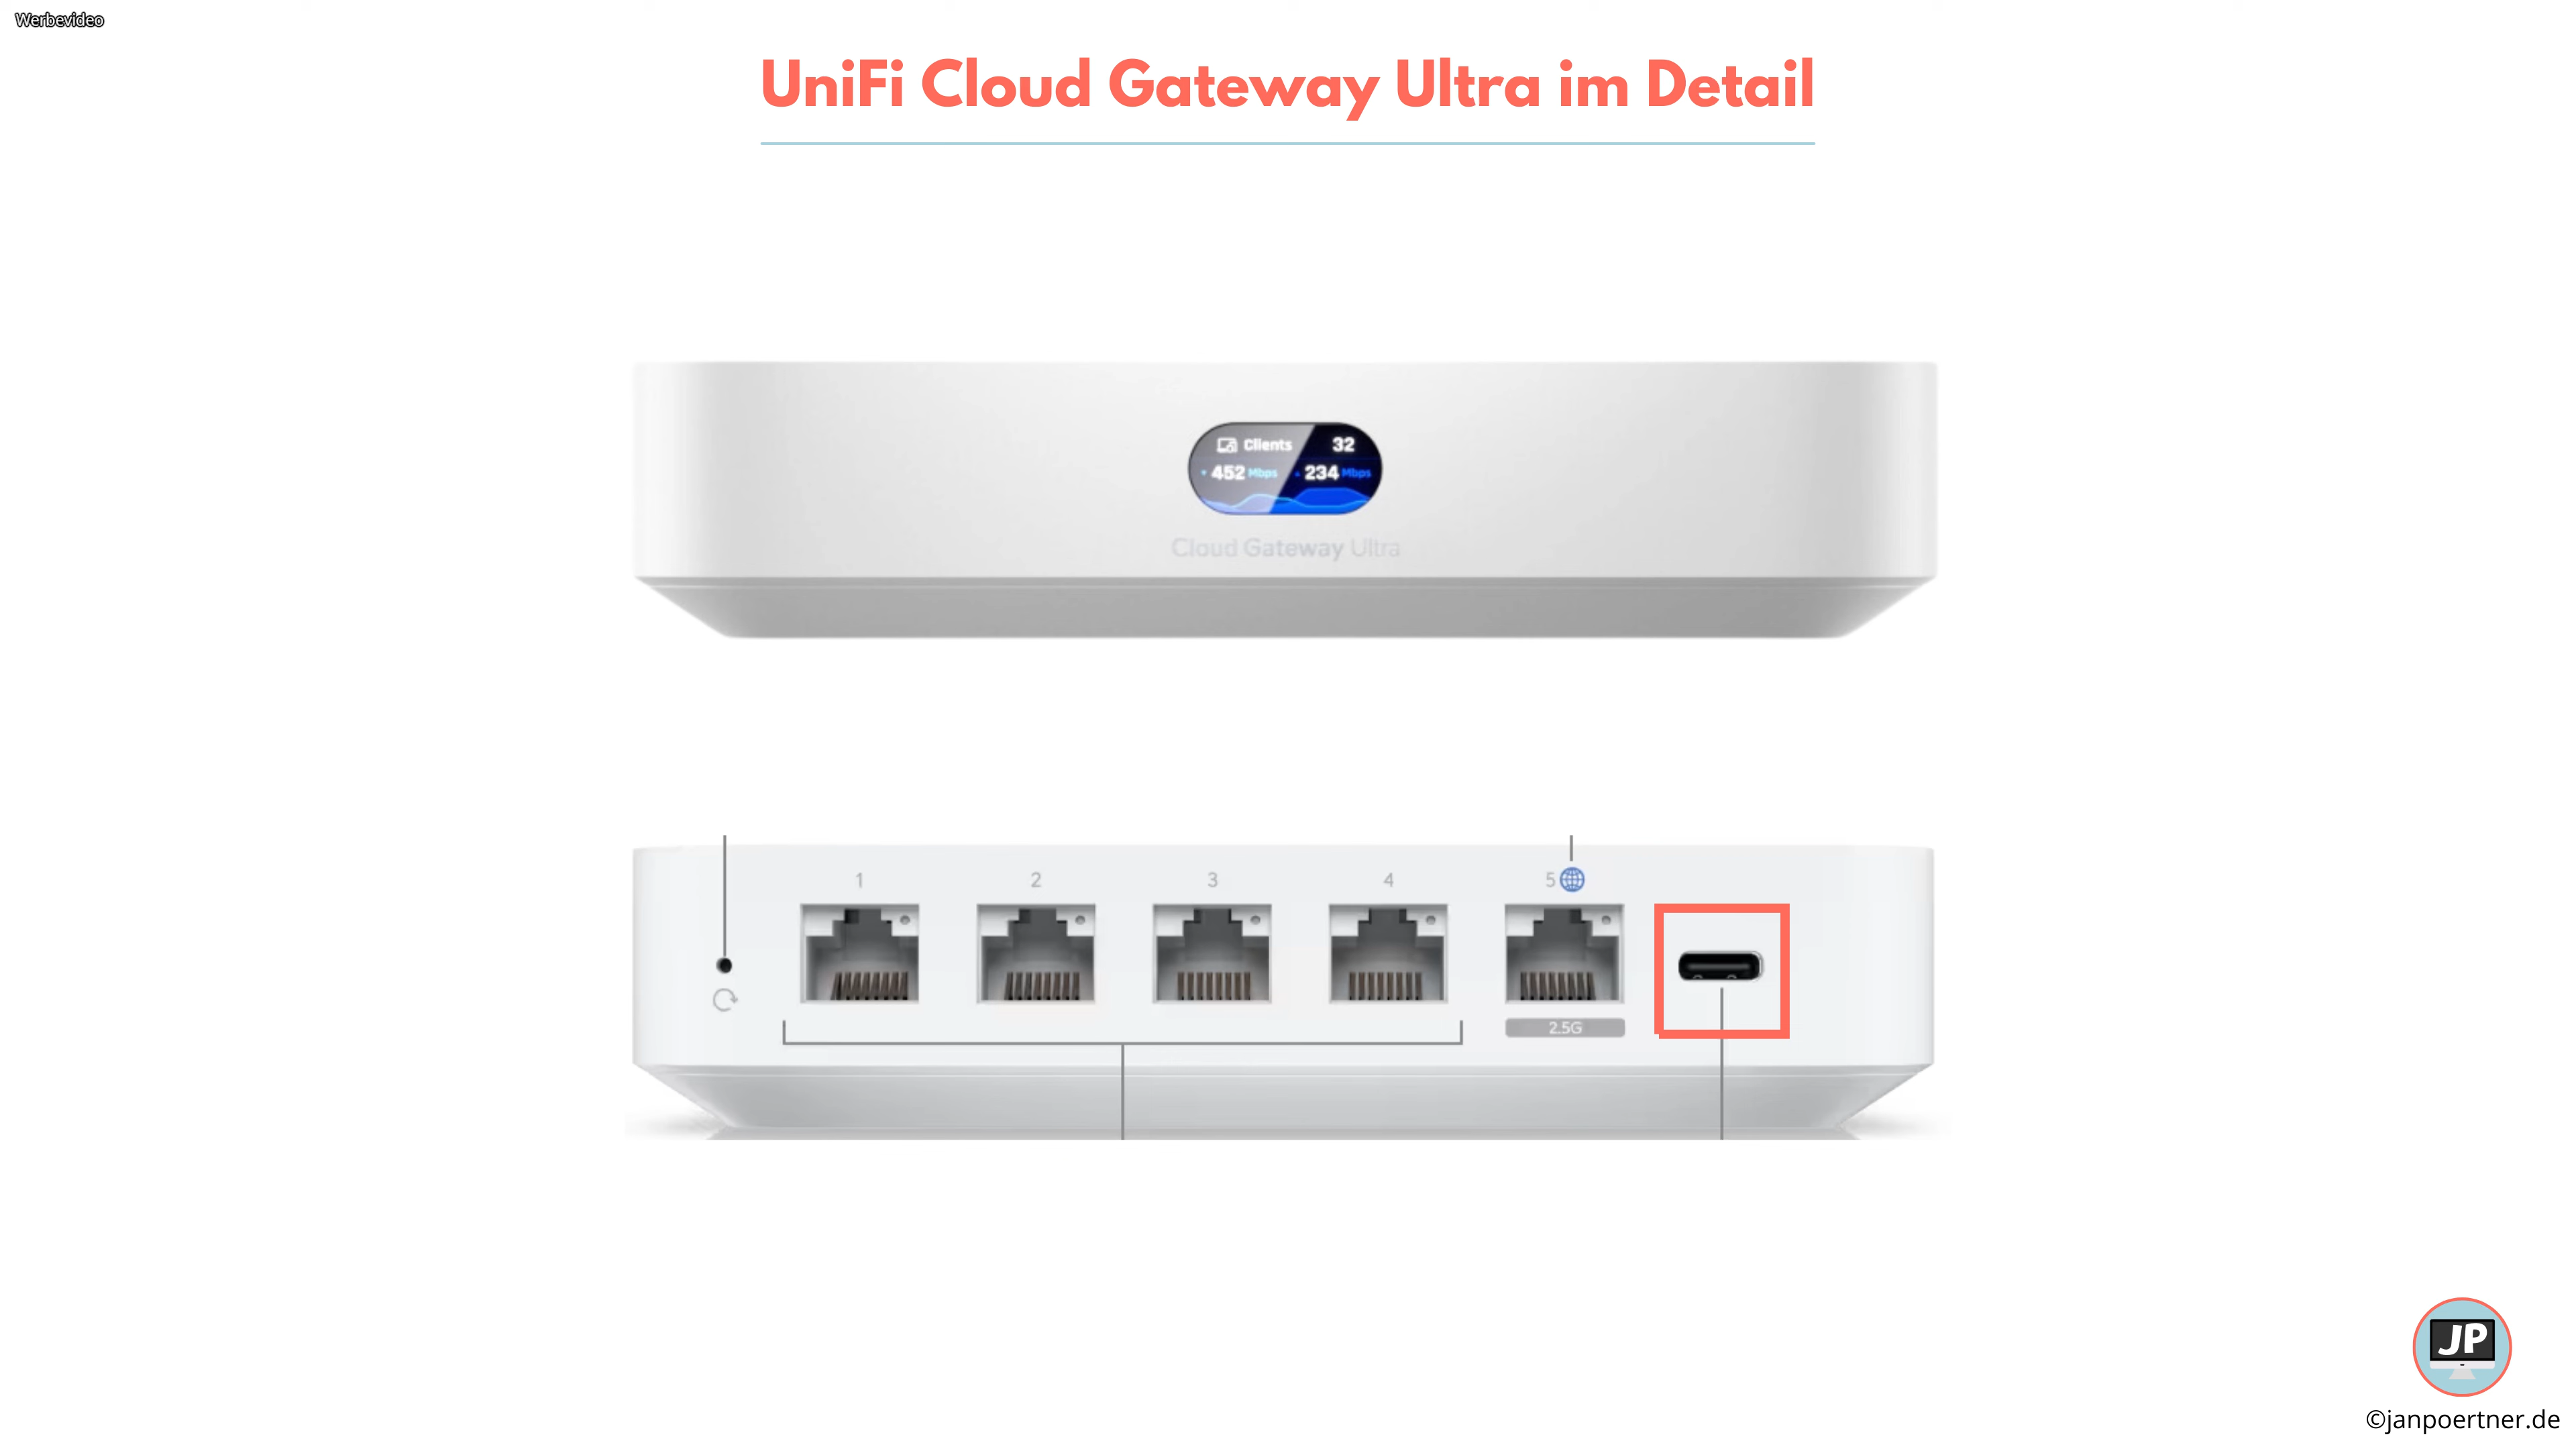 Werbevideo
UniFi Cloud Gateway Ultra im Detail
Clients 32
452 Mbps 234 Mbps
Cloud Gateway Ultra
1 2 3 4 5
2.5G
JP
©janpoertner.de